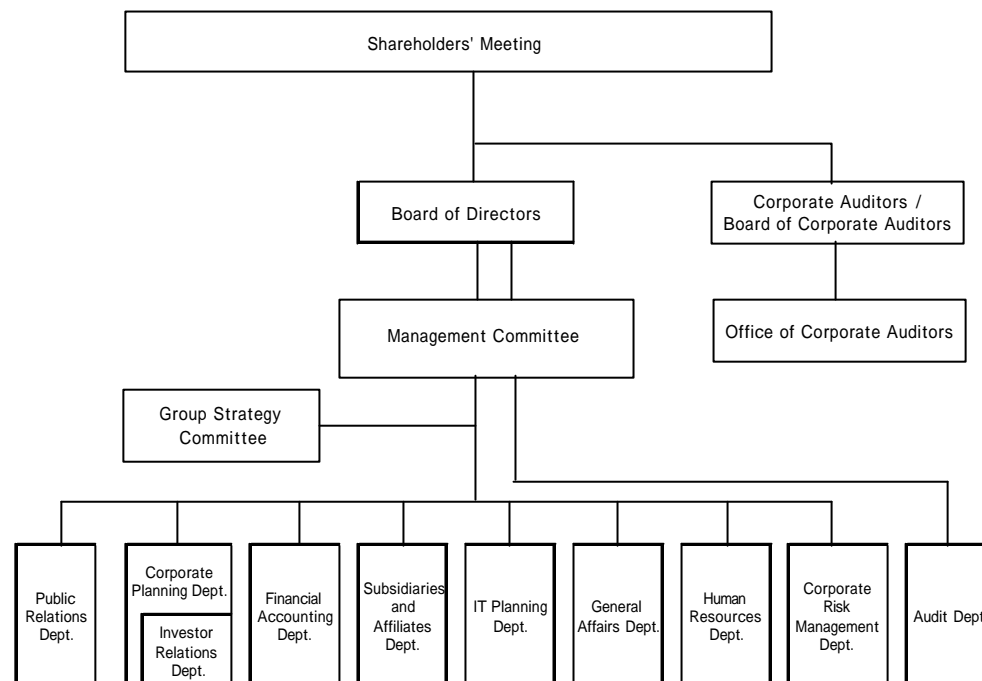 Shareholders' Meeting
Board of Directors
Corporate Auditors /
Board of Corporate Auditors
Management Committee
Office of Corporate Auditors
Group Strategy
Committee
Public
Relations
Dept.
Corporate
Planning Dept.
Investor
Relations
Dept.
Financial
Accounting
Dept.
Subsidiaries
and
Affiliates
Dept.
IT Planning
Dept.
General
Affairs Dept.
Human
Resources
Dept.
Corporate
Risk
Management
Dept.
Audit Dept